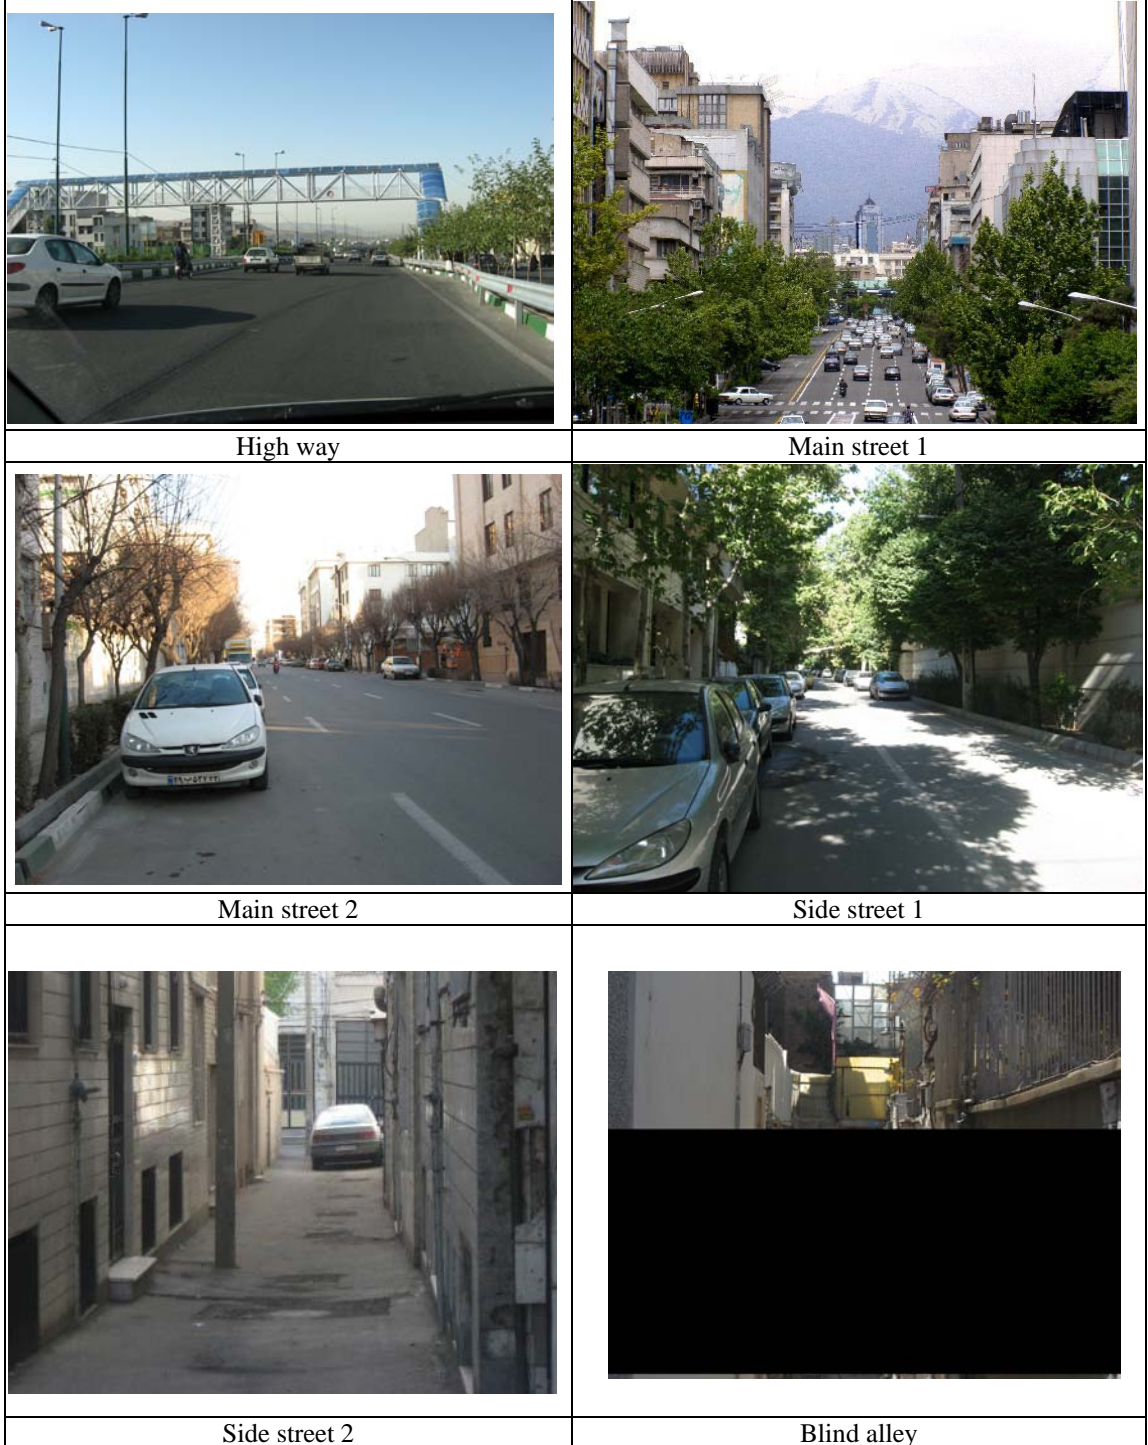 High way
Main street 1
Main street 2
Side street 1
Side street 2
Blind alley